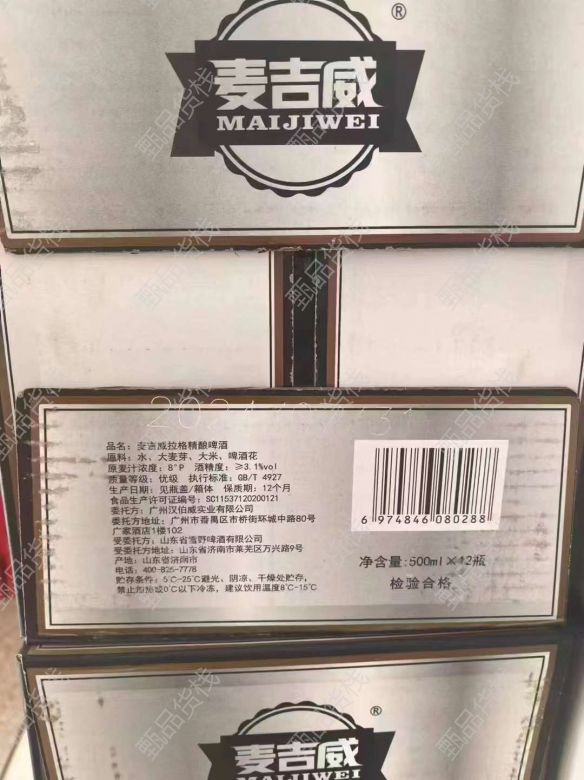 ®
麦吉威
MAIJIWEI
品名：麦吉威拉格精酿啤酒
原料：水、大麦芽、大米、啤酒花
原麦汁浓度：8°P 酒精度：≥3.1%vol
质量等级：优级 执行标准：GB/T 4927
生产日期：见瓶盖/箱体 保质期：12个月
食品生产许可证编号：SC11537120200121
委托方：广州汉伯威实业有限公司
委托方地址：广州市番禺区市桥街环城中路80号
广家酒店1楼102
受委托方：山东省雪野啤酒有限公司
受委托方地址：山东省济南市莱芜区万兴路9号
产地：山东省济南市
电话：400-825-7778
贮存条件：5℃-25℃避光、阴凉、干燥处贮存，
禁止 0℃以下冷冻，建议饮用温度8℃-15℃
6 974846 080288
净含量：500ml×12瓶
检验合格
®
麦吉威
MAIJIWEI
甄品货栈